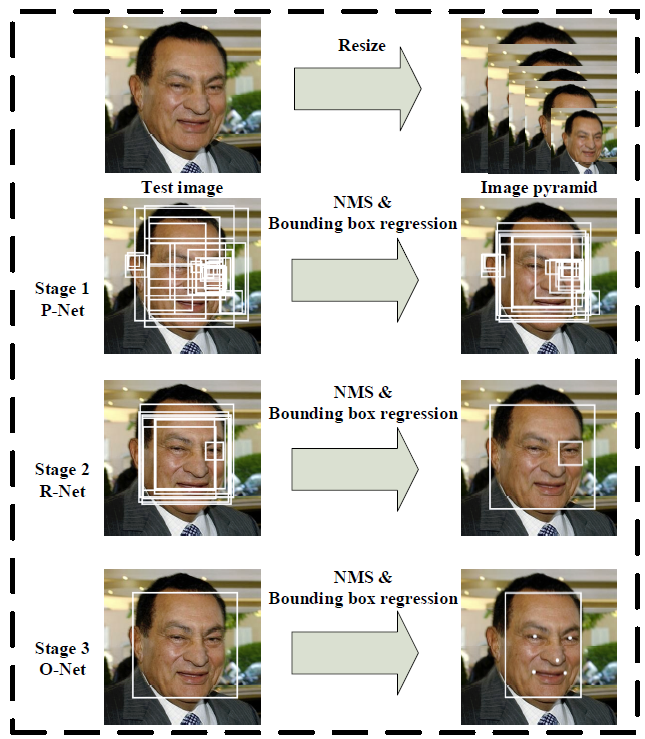 Resize
Test image
Image pyramid
NMS &
Bounding box regression
Stage 1
P-Net
NMS &
Bounding box regression
Stage 2
R-Net
NMS &
Bounding box regression
Stage 3
O-Net